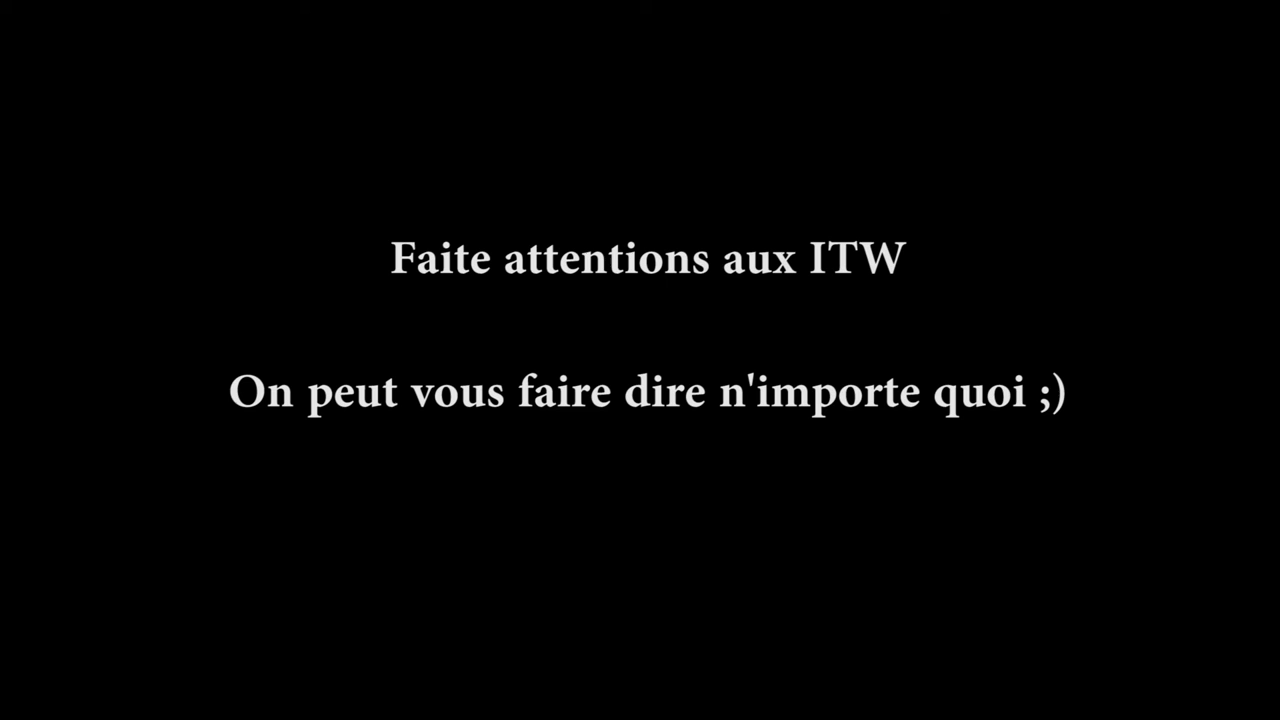 Faite attentions aux ITW
On peut vous faire dire n'importe quoi ;)